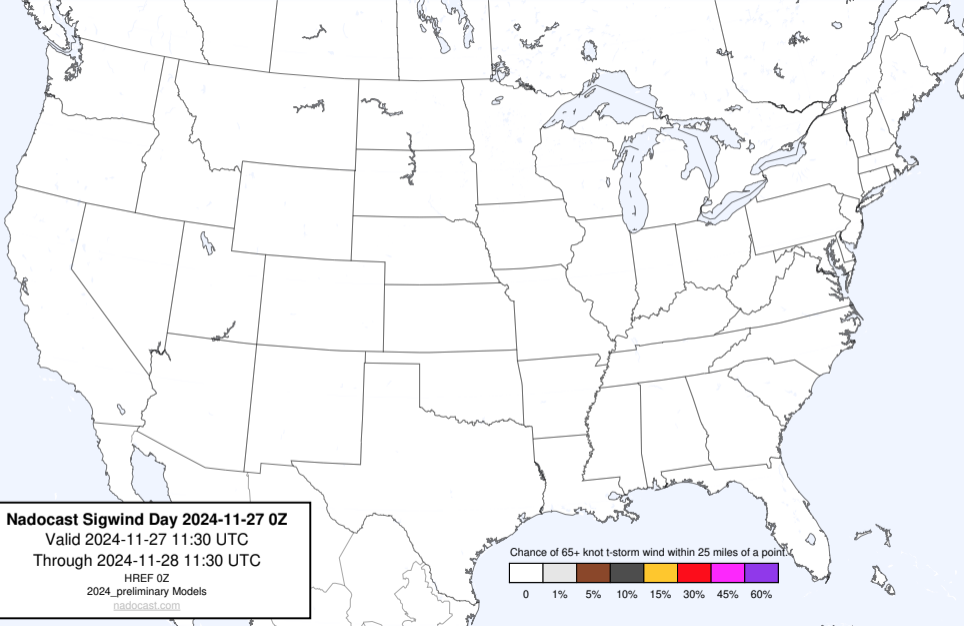 Nadocast Sigwind Day 2024-11-27 0Z
Valid 2024-11-27 11:30 UTC
Through 2024-11-28 11:30 UTC
HREF 0Z
2024_preliminary Models
nadocast.com
Chance of 65+ knot t-storm wind within 25 miles of a point.
0 1% 5% 10% 15% 30% 45% 60%